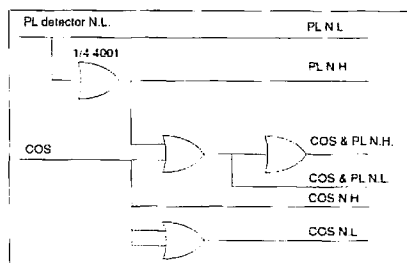 PL detector N.L.
PL N L
1/4 4001
PL N H
COS & PL N.H.
COS
COS & PL N.L.
COS N H
COS N.L